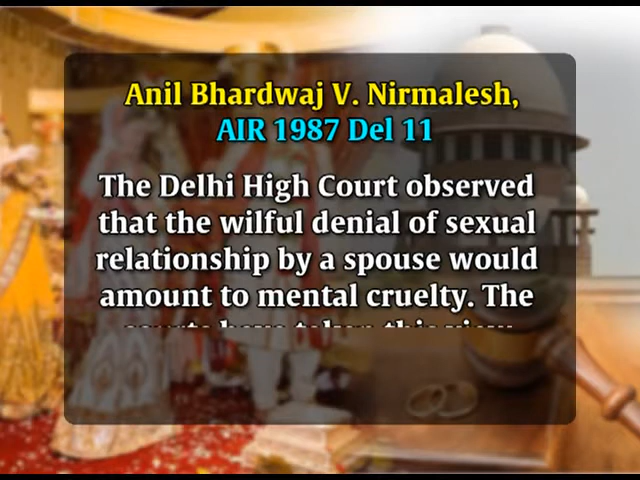 Anil Bhardwaj V. Nirmalesh,
AIR 1987 Del 11
The Delhi High Court observed
that the wilful denial of sexual
relationship by a spouse would
amount to mental cruelty. The